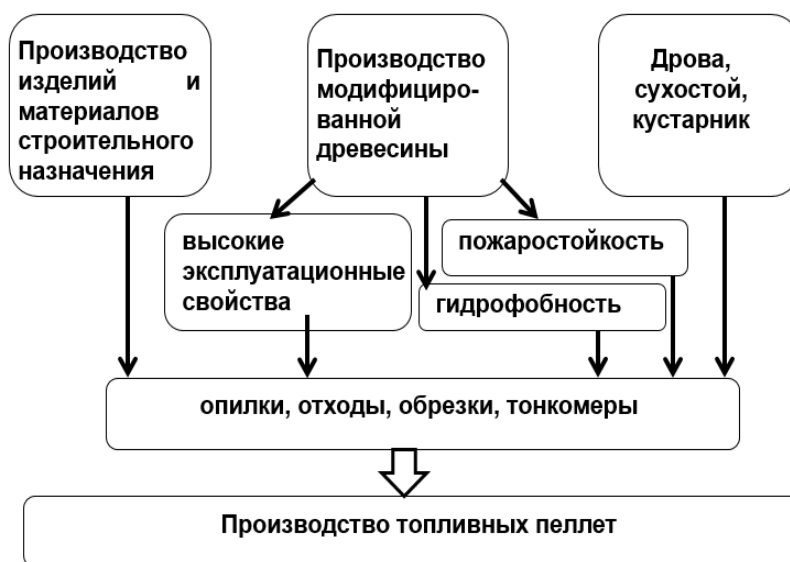 Производство
изделий и
материалов
строительного
назначения
Производство
модифициро-
ванной
древесины
Дрова,
сухостой,
кустарник
высокие
эксплуатационные
свойства
пожаростойкость
гидрофобность
опилки, отходы, обрезки, тонкомеры
Производство топливных пеллет